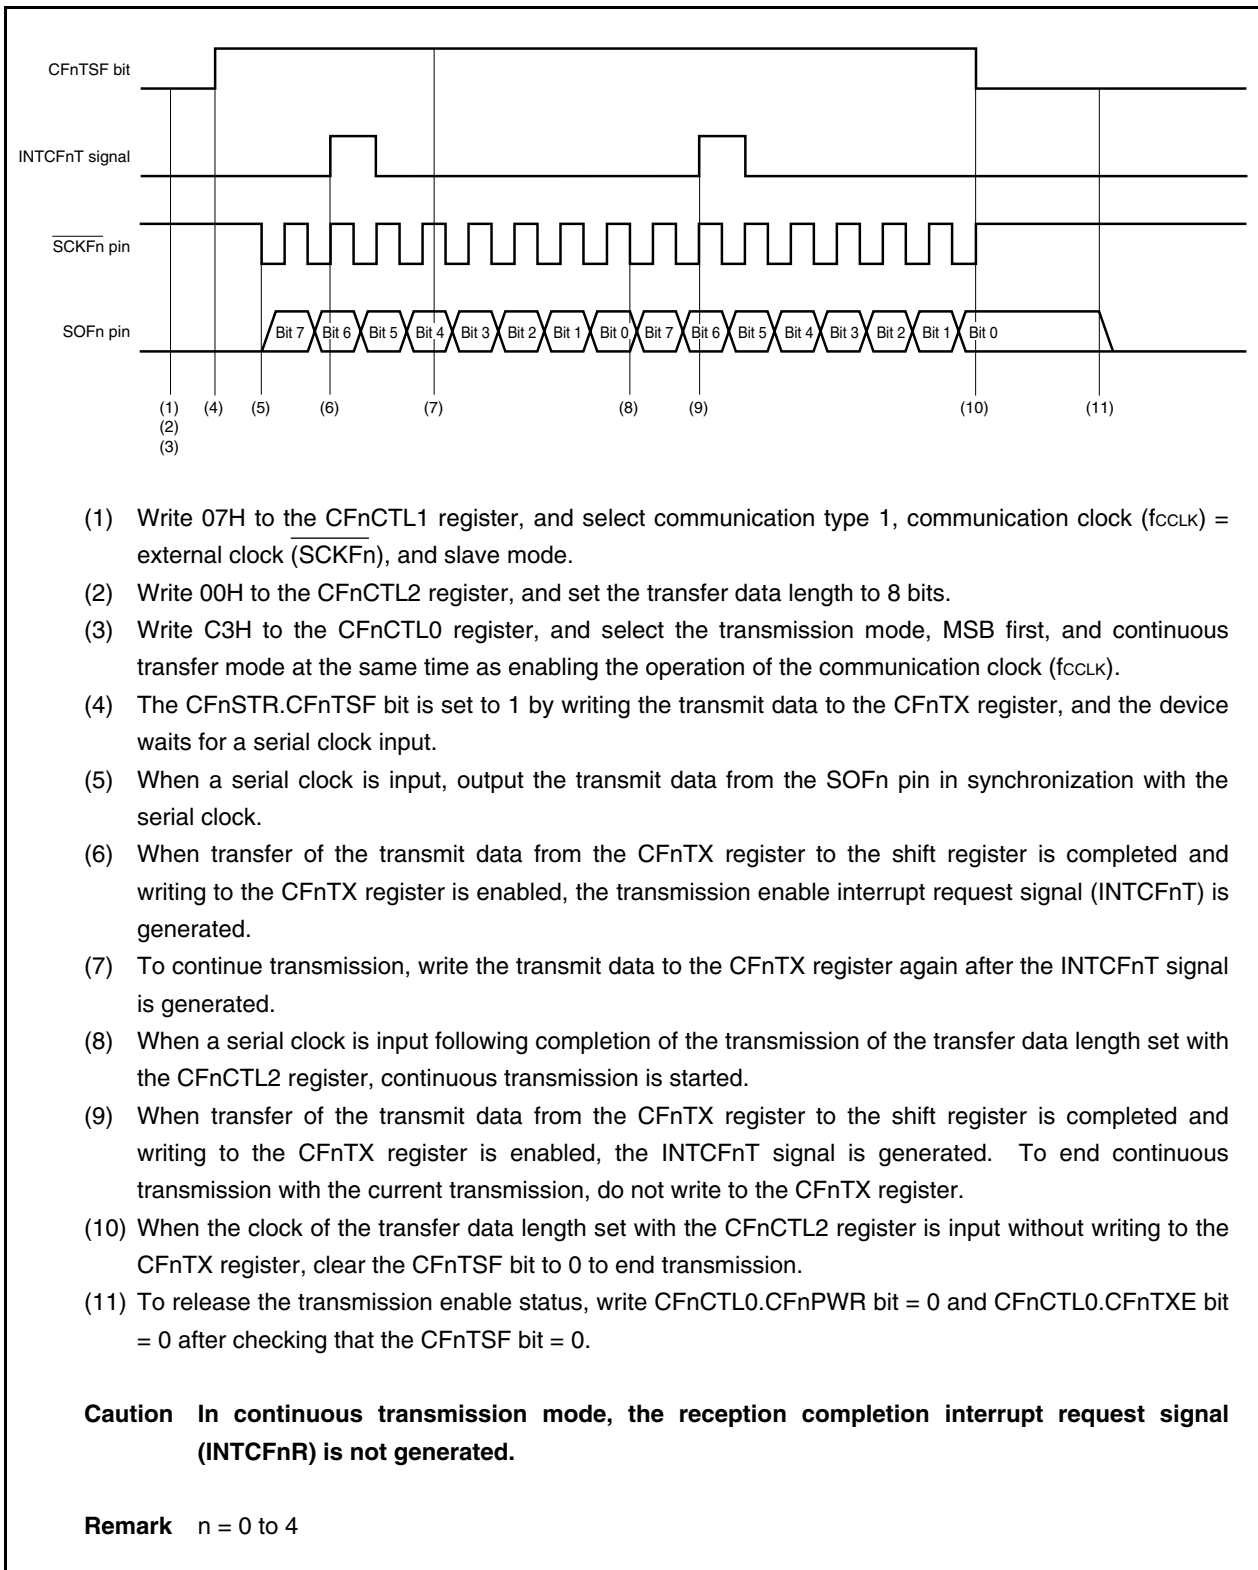 CFnTSF bit
INTCFnT signal
SCKFn pin
SOFn pin
Bit 7 Bit 6 Bit 5 Bit 4 Bit 3 Bit 2 Bit 1 Bit 0 Bit 7 Bit 6 Bit 5 Bit 4 Bit 3 Bit 2 Bit 1 Bit 0
(1) (4) (5) (6) (7) (8) (9) (10) (11)
(2)
(3)
(1) Write 07H to the CFnCTL1 register, and select communication type 1, communication clock (fCCLK) =
external clock (SCKFn), and slave mode.
(2) Write 00H to the CFnCTL2 register, and set the transfer data length to 8 bits.
(3) Write C3H to the CFnCTL0 register, and select the transmission mode, MSB first, and continuous
transfer mode at the same time as enabling the operation of the communication clock (fCCLK).
(4) The CFnSTR.CFnTSF bit is set to 1 by writing the transmit data to the CFnTX register, and the device
waits for a serial clock input.
(5) When a serial clock is input, output the transmit data from the SOFn pin in synchronization with the
serial clock.
(6) When transfer of the transmit data from the CFnTX register to the shift register is completed and
writing to the CFnTX register is enabled, the transmission enable interrupt request signal (INTCFnT) is
generated.
(7) To continue transmission, write the transmit data to the CFnTX register again after the INTCFnT signal
is generated.
(8) When a serial clock is input following completion of the transmission of the transfer data length set with
the CFnCTL2 register, continuous transmission is started.
(9) When transfer of the transmit data from the CFnTX register to the shift register is completed and
writing to the CFnTX register is enabled, the INTCFnT signal is generated. To end continuous
transmission with the current transmission, do not write to the CFnTX register.
(10) When the clock of the transfer data length set with the CFnCTL2 register is input without writing to the
CFnTX register, clear the CFnTSF bit to 0 to end transmission.
(11) To release the transmission enable status, write CFnCTL0.CFnPWR bit = 0 and CFnCTL0.CFnTXE bit
= 0 after checking that the CFnTSF bit = 0.
Caution In continuous transmission mode, the reception completion interrupt request signal
(INTCFnR) is not generated.
Remark n = 0 to 4